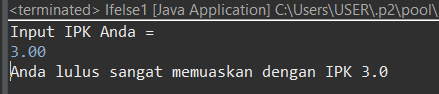 <terminated> Ifelse1 [Java Application] C:\Users\USER\.p2\pool\
Input IPK Anda =
3.00
Anda lulus sangat memuaskan dengan IPK 3.0